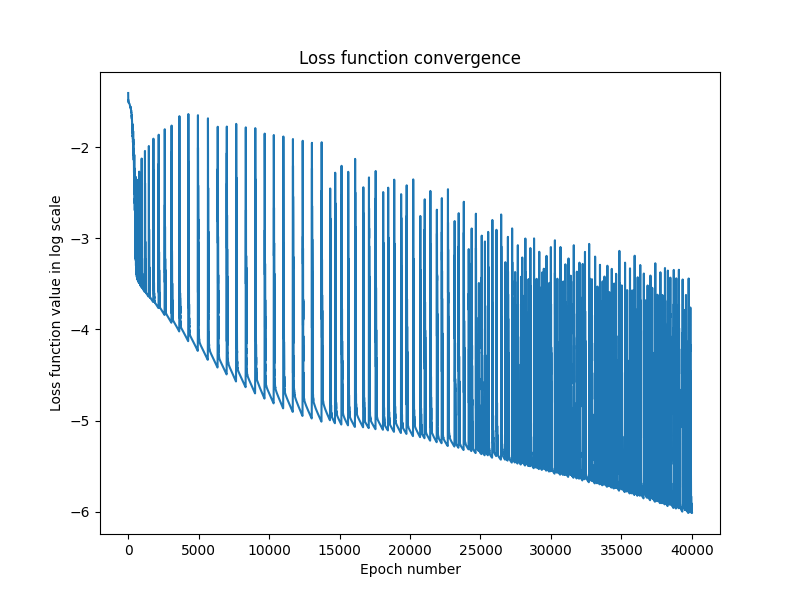 Loss function convergence
Loss function value in log scale
−2
−3
−4
−5
−6
0 5000 10000 15000 20000 25000 30000 35000 40000
Epoch number